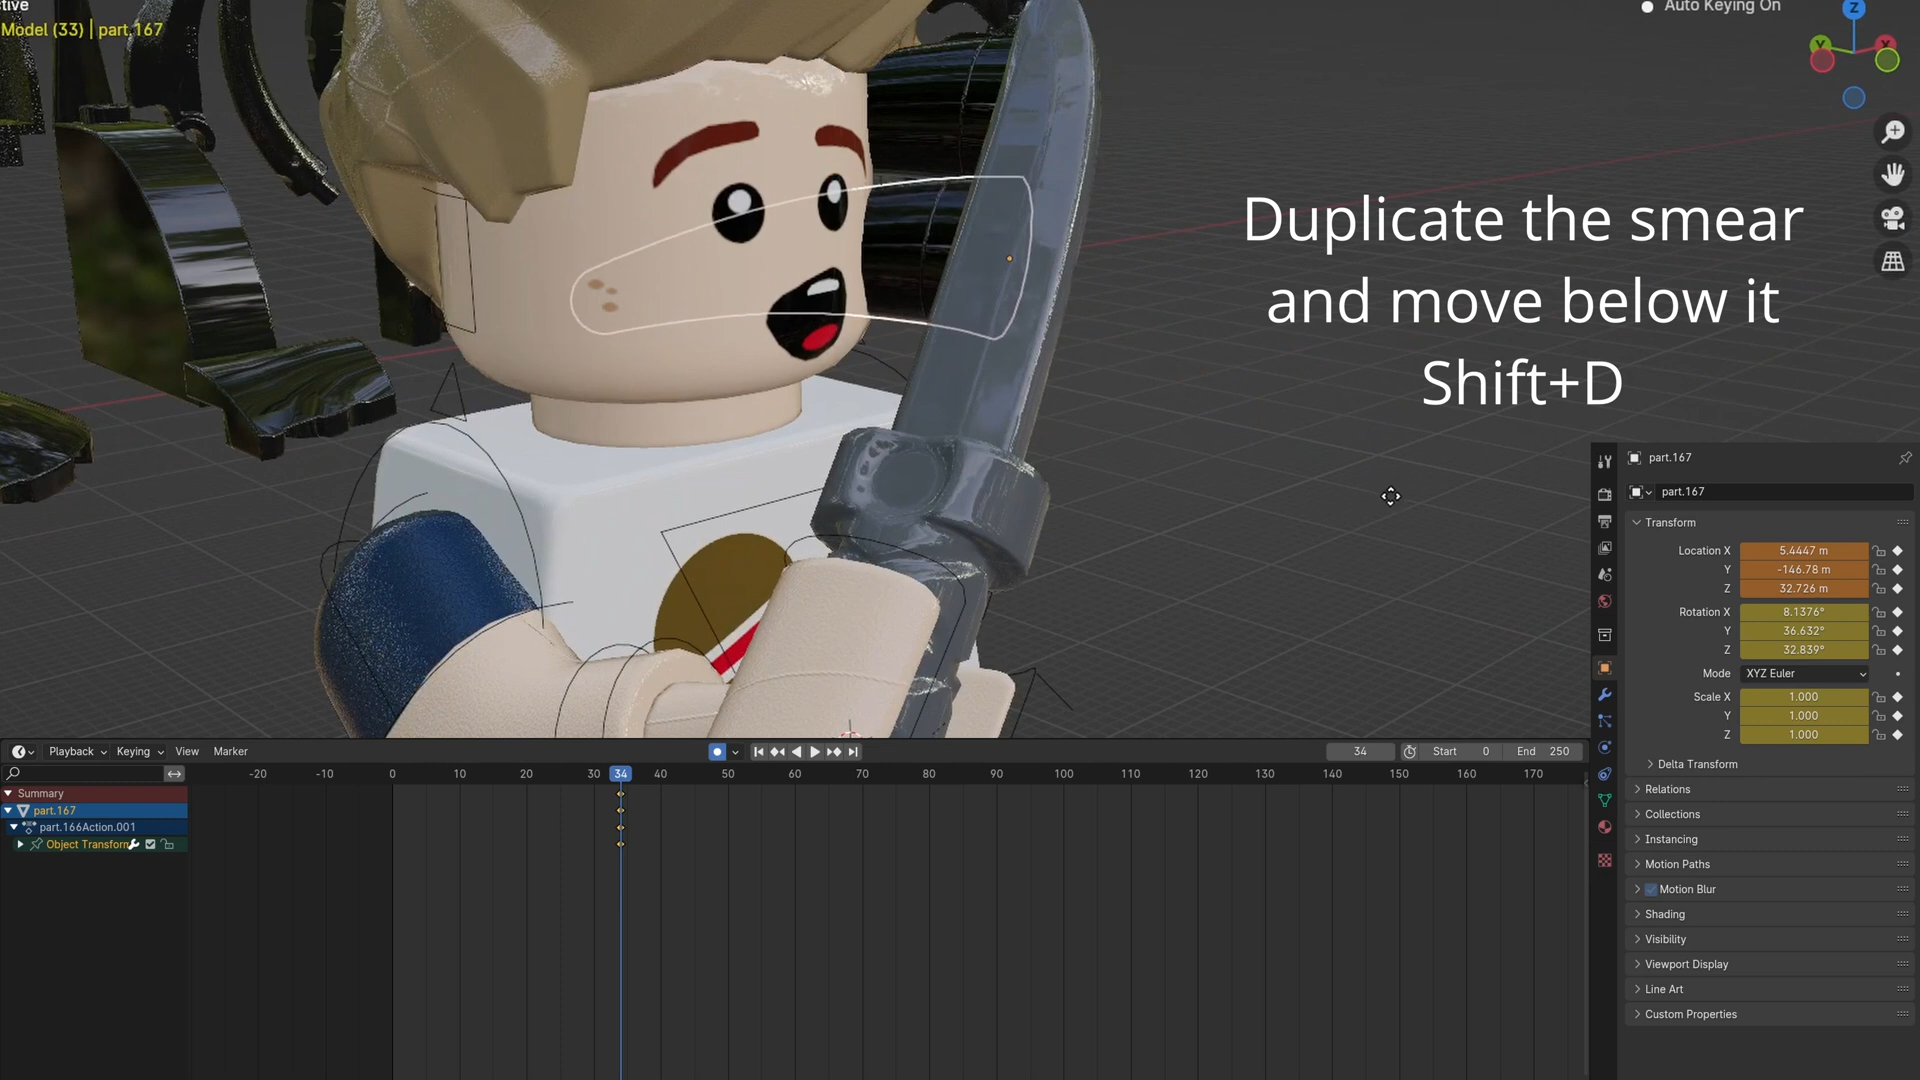 tive
Model (33) | part.167
Auto Keying On
Z
Y
X
Duplicate the smear
and move below it
Shift+D
part.167
part.167
Transform
Location X 5.4447 m
Y -146.78 m
Z 32.726 m
Rotation X 8.1376°
Y 36.632°
Z 32.839°
Mode XYZ Euler
Scale X 1.000
Y 1.000
Z 1.000
Delta Transform
Relations
Collections
Instancing
Motion Paths
Motion Blur
Shading
Visibility
Viewport Display
Line Art
Custom Properties
Playback Keying View Marker 34 Start 0 End 250
-20 -10 0 10 20 30 34 40 50 60 70 80 90 100 110 120 130 140 150 160 170
Summary
part.167
part.166Action.001
Object Transform